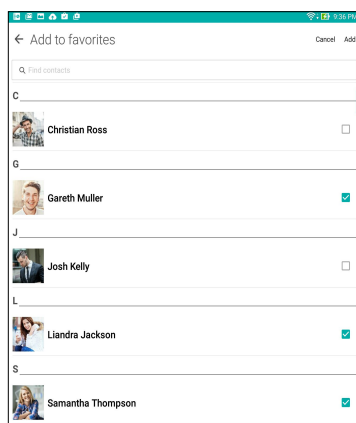 9:36 PM
Add to favorites
Cancel Add
Find contacts
C
Christian Ross
G
Gareth Muller
J
Josh Kelly
L
Liandra Jackson
S
Samantha Thompson